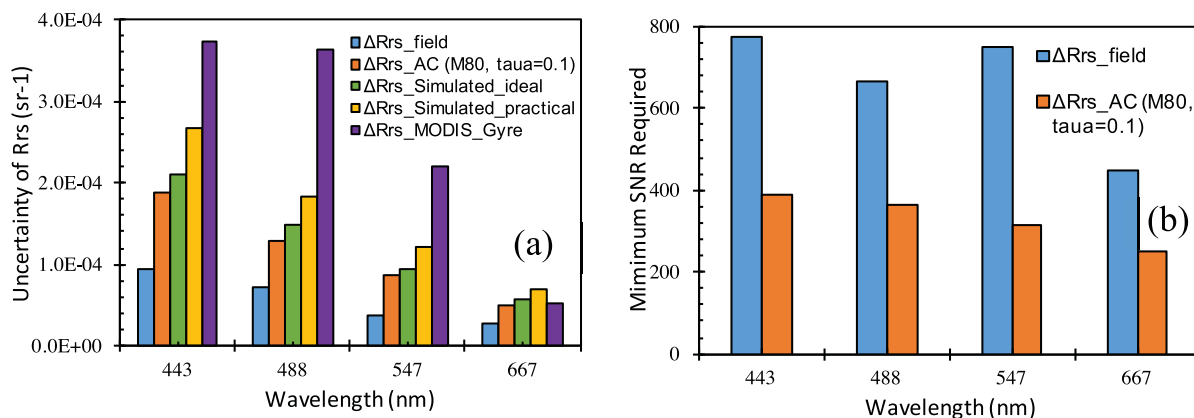 4.0E-04
3.0E-04
2.0E-04
1.0E-04
0.0E+00
Uncertainty of Rrs (sr-1)
(a)
ΔRrs_field
ΔRrs_AC (M80, taua=0.1)
ΔRrs_Simulated_ideal
ΔRrs_Simulated_practical
ΔRrs_MODIS_Gyre
443 488 547 667
Wavelength (nm)
800
600
400
200
0
Mimimum SNR Required
ΔRrs_field
ΔRrs_AC (M80,
taua=0.1)
(b)
443 488 547 667
Wavelength (nm)